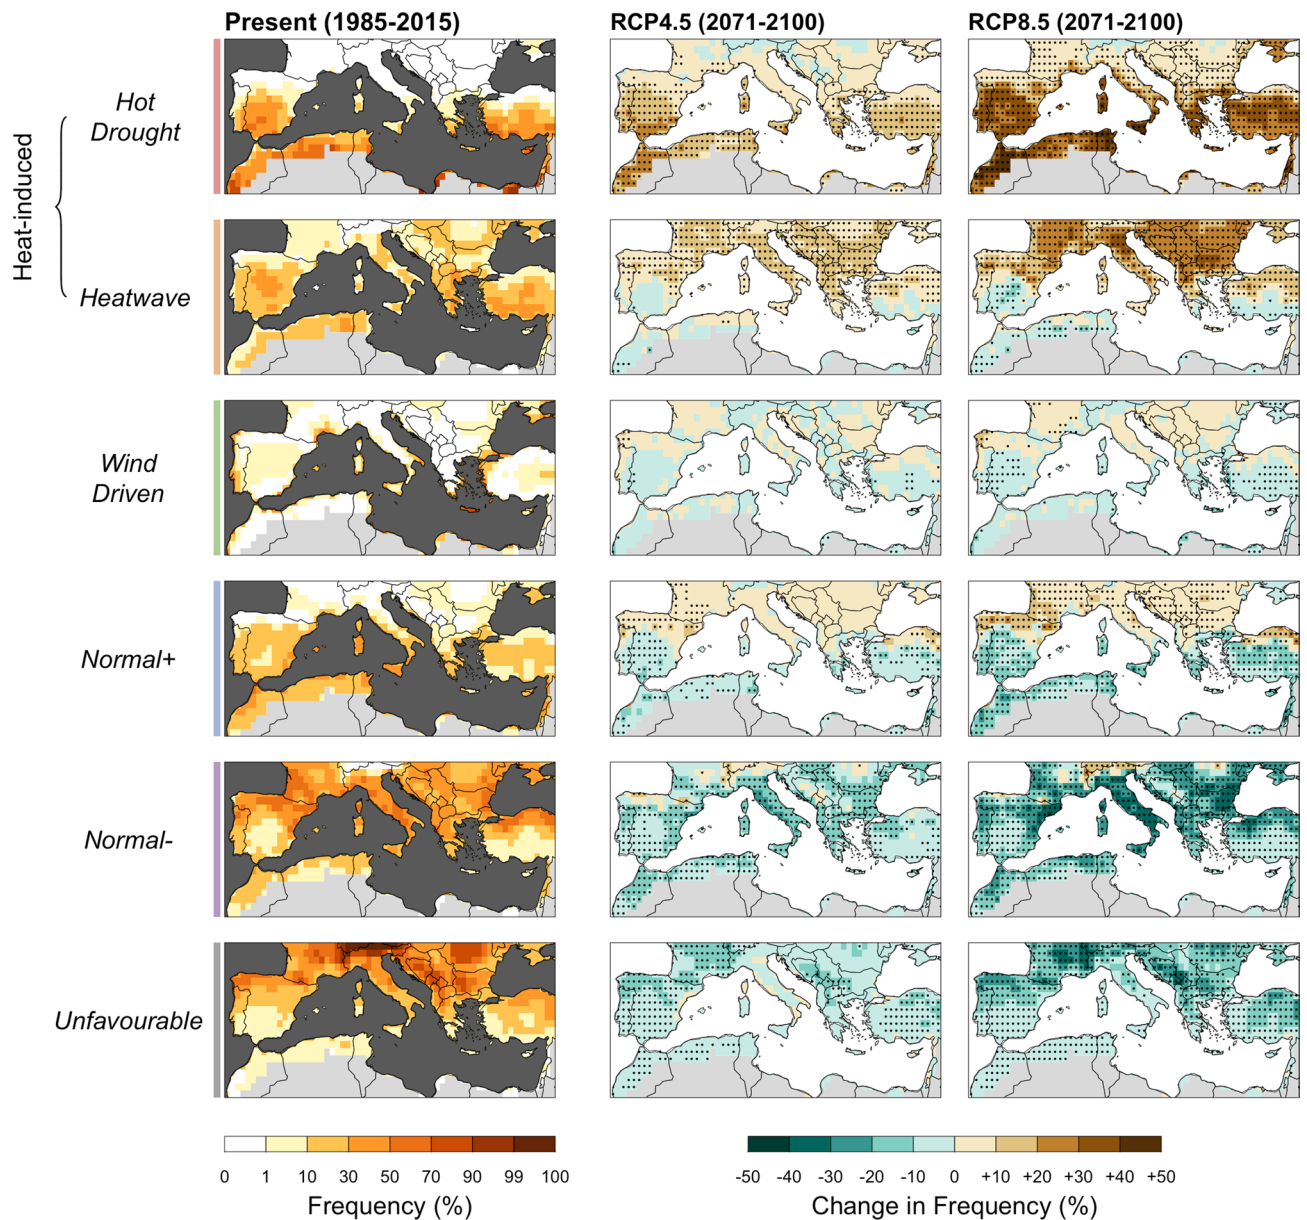 Present (1985-2015)
RCP4.5 (2071-2100)
RCP8.5 (2071-2100)
Heat-induced
Hot
Drought
Heatwave
Wind
Driven
Normal+
Normal-
Unfavourable
0 1 10 30 50 70 90 99 100
Frequency (%)
-50 -40 -30 -20 -10 0 +10 +20 +30 +40 +50
Change in Frequency (%)